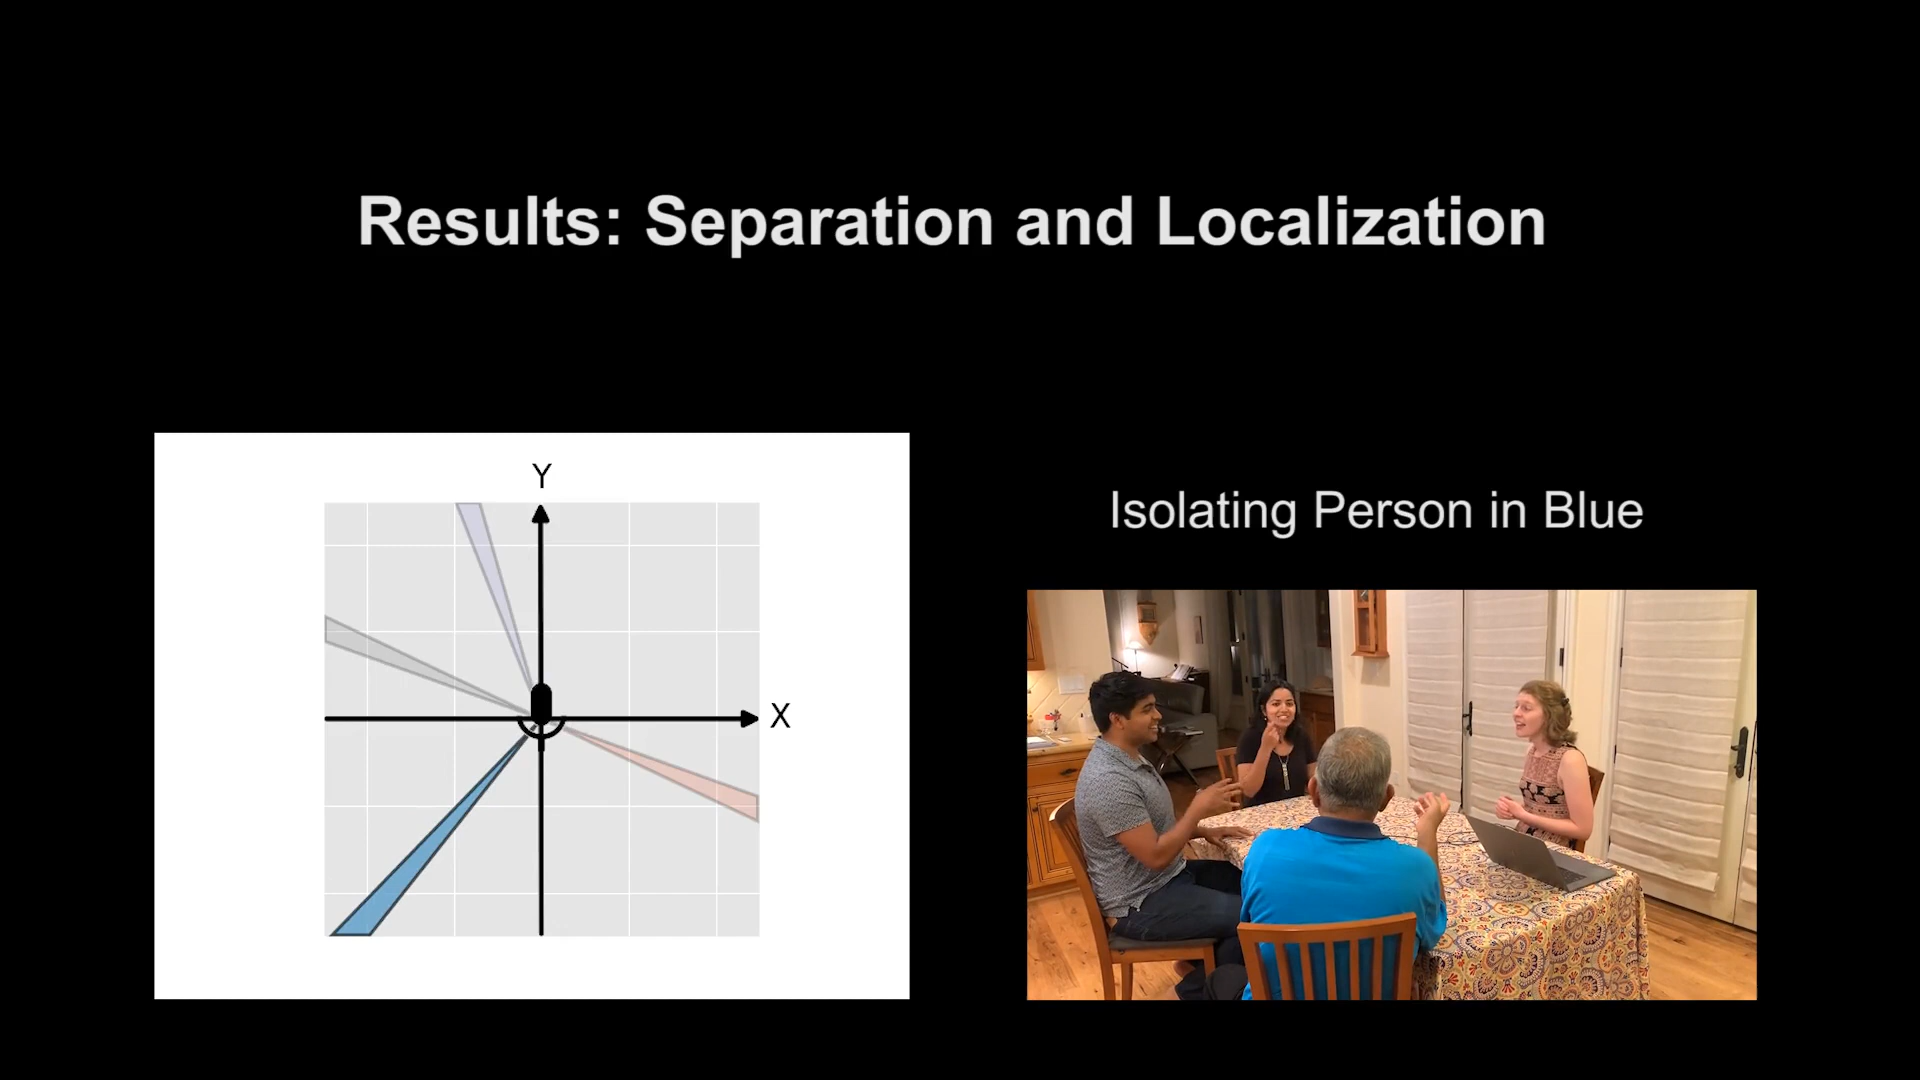 Results: Separation and Localization
Y
X
Isolating Person in Blue